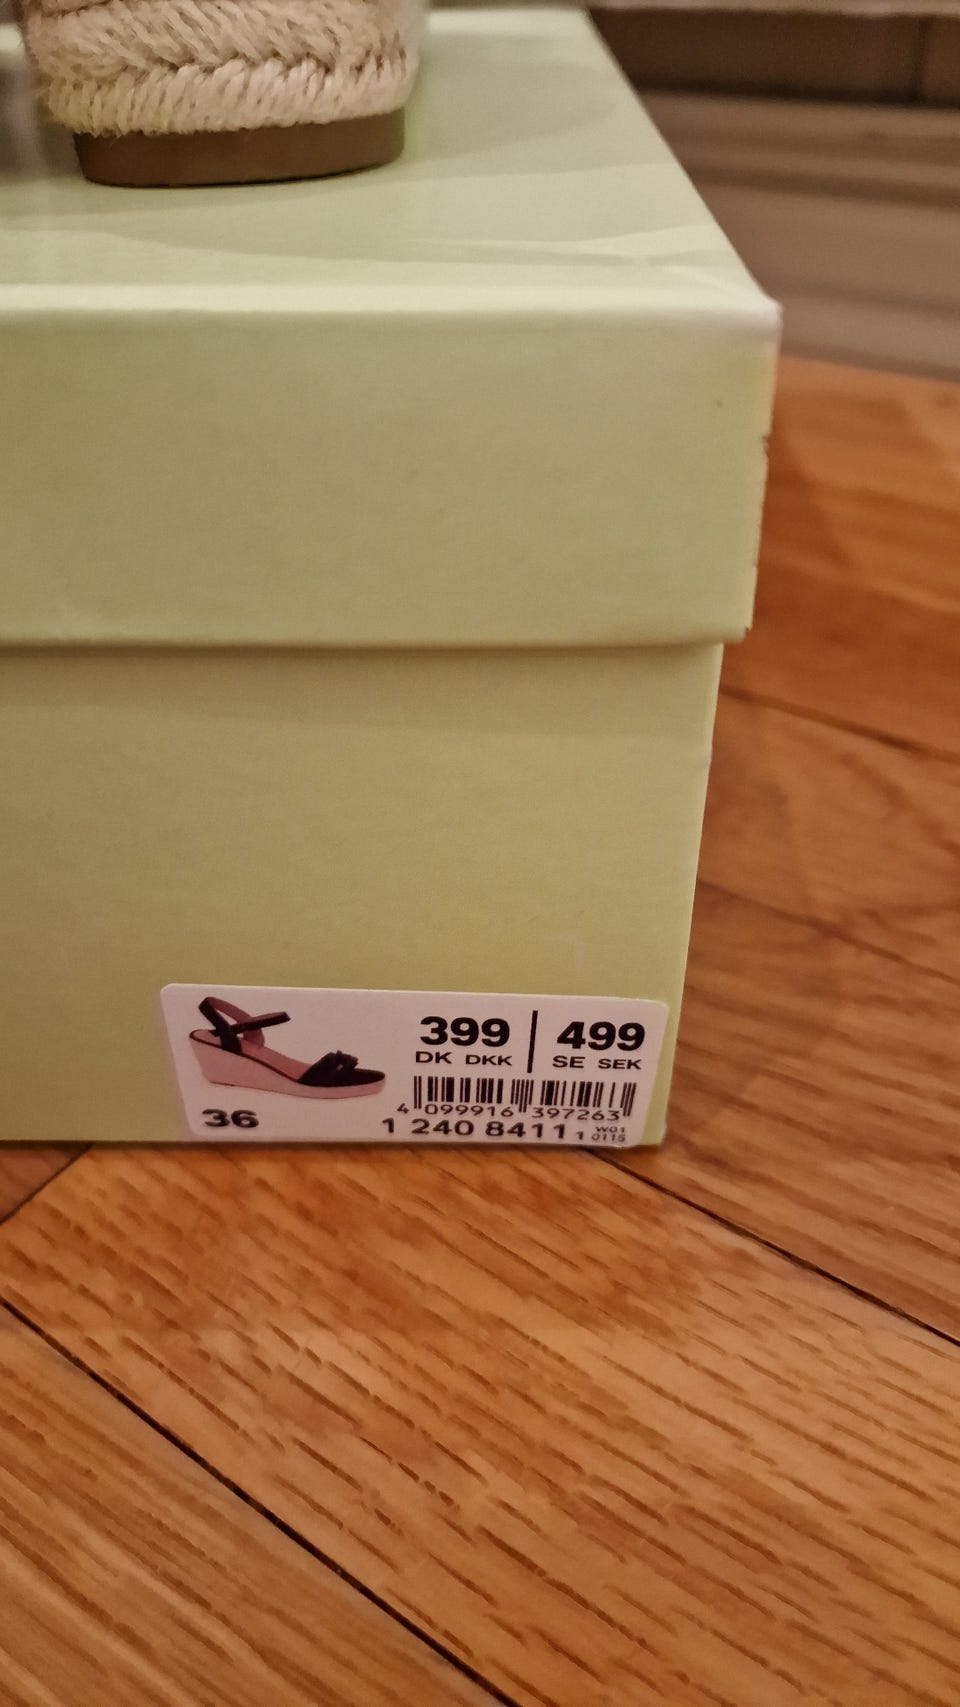 399 | 499
DK DKK SE SEK
4 099916 397263
36
1 240 8411 1 W01
0115